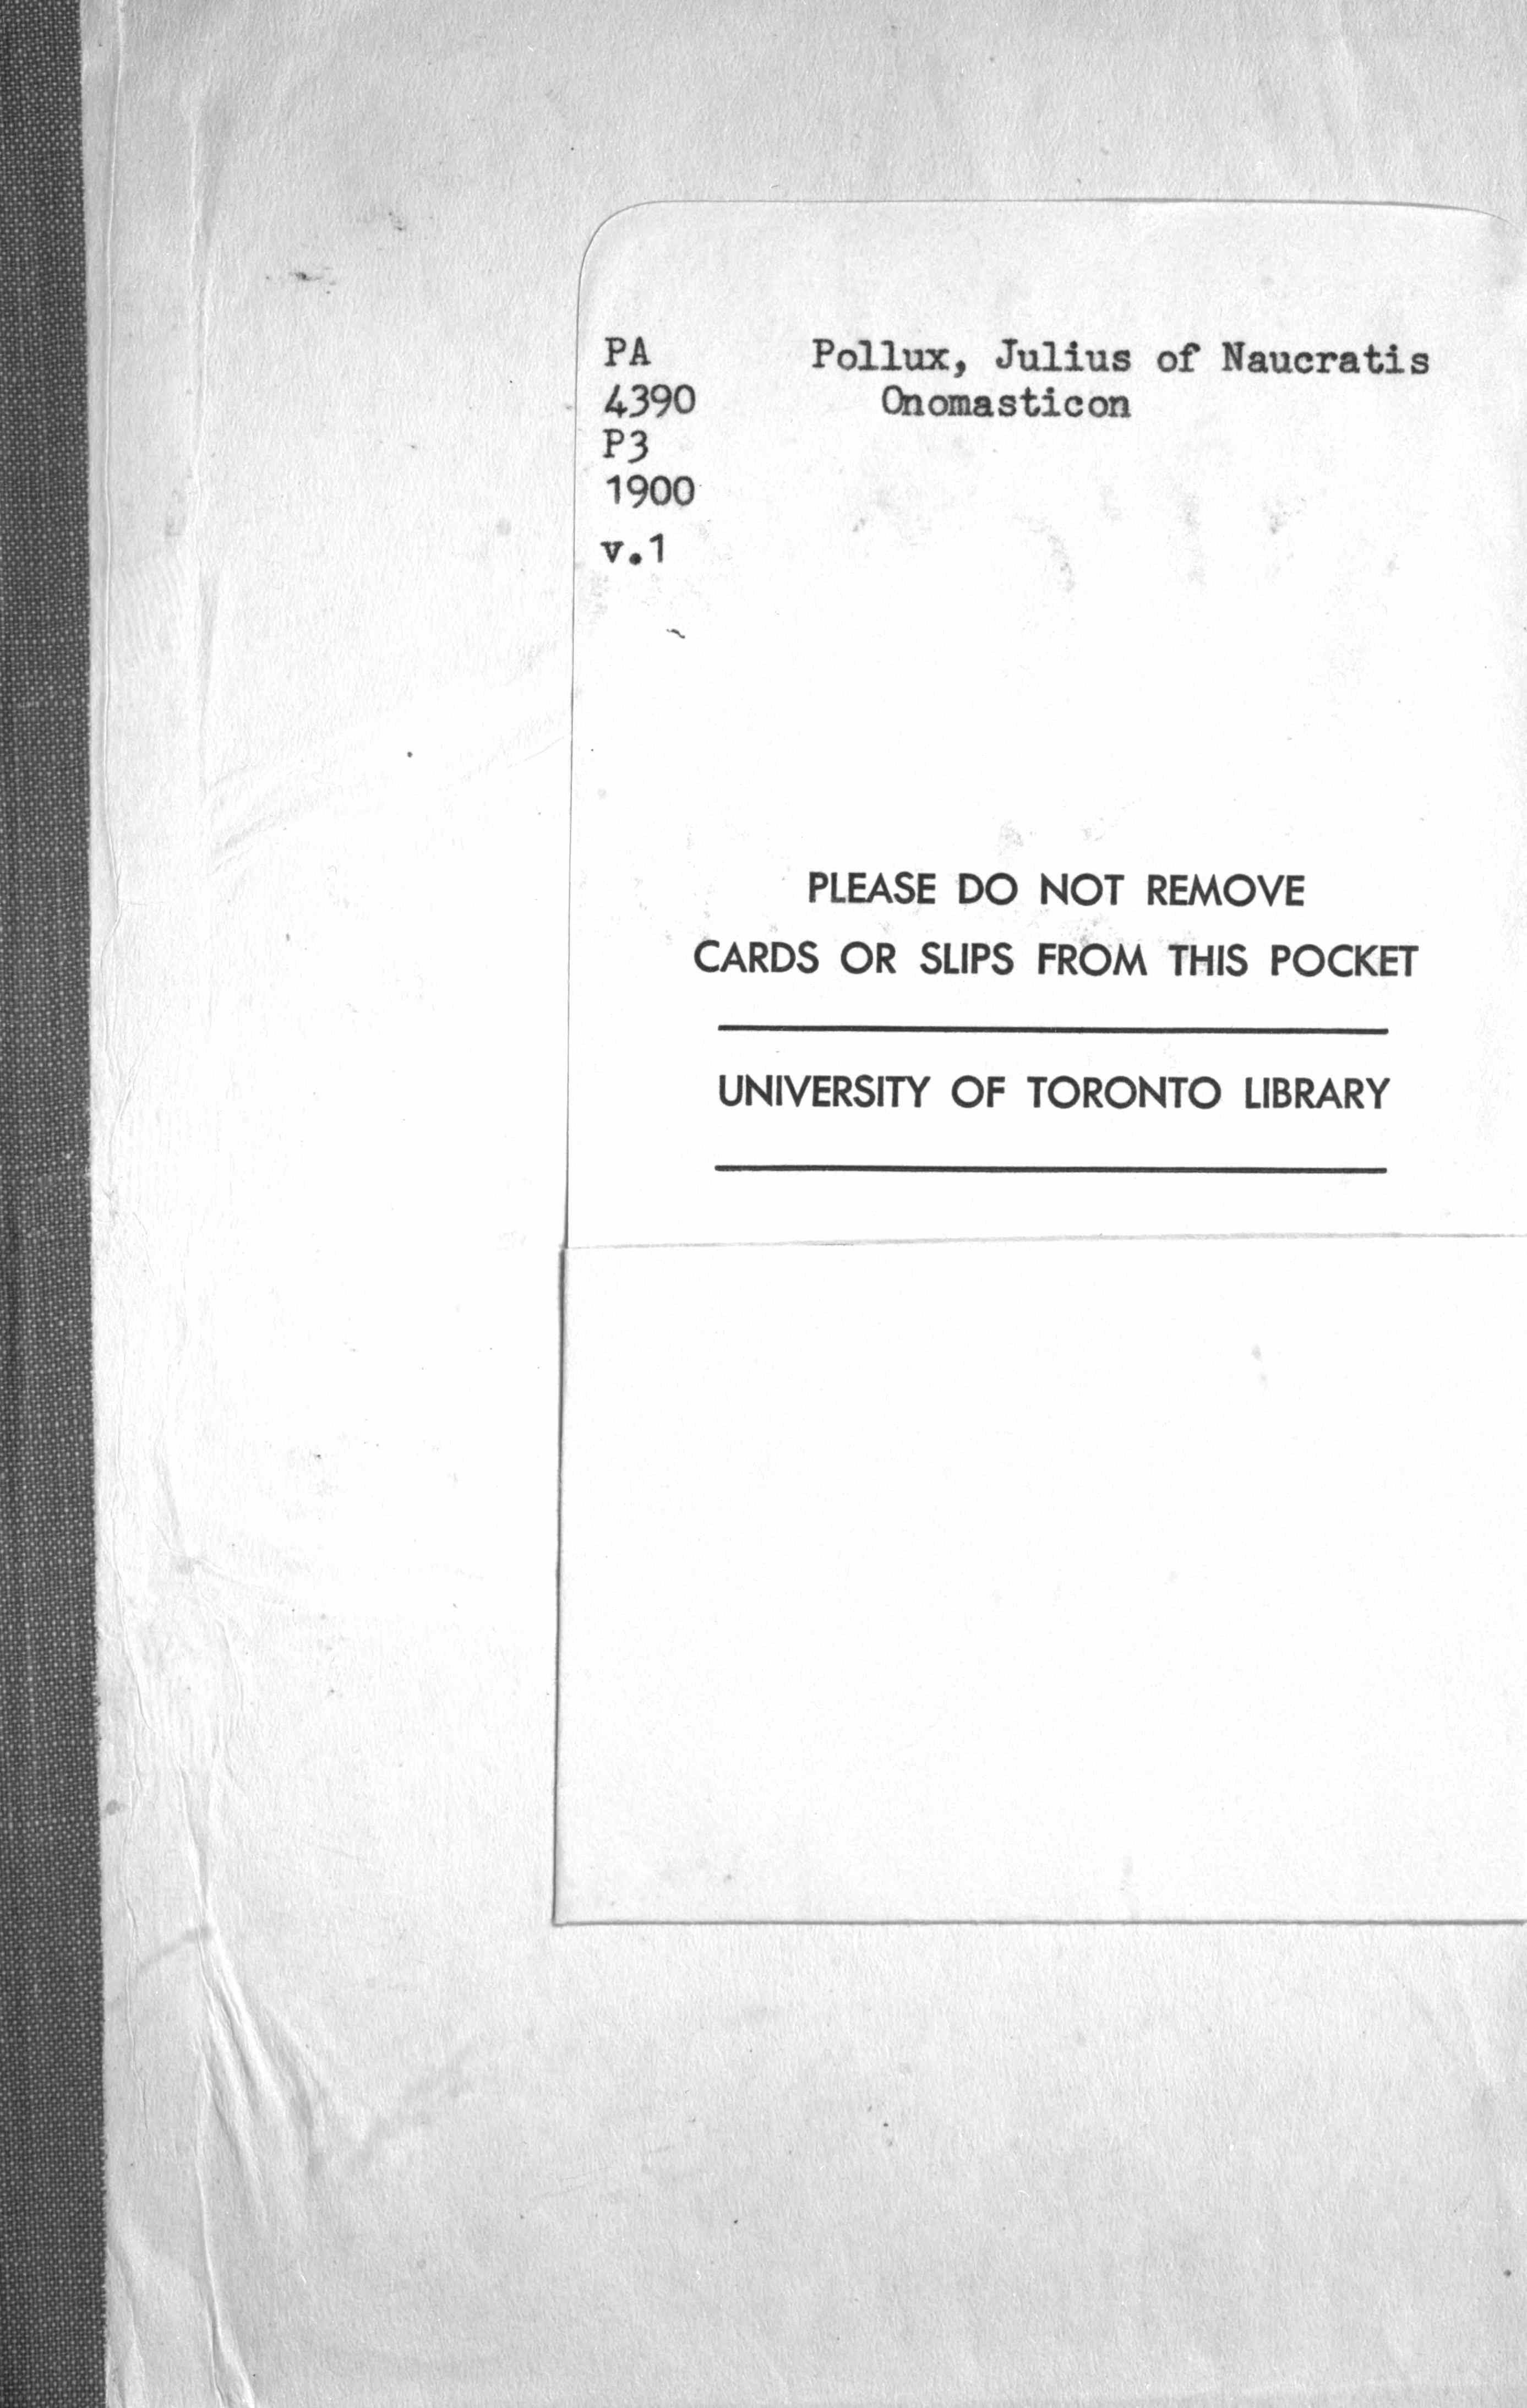 PA Pollux, Julius of Naucratis
4390 Onomasticon
P3
1900
v.1
PLEASE DO NOT REMOVE
CARDS OR SLIPS FROM THIS POCKET
UNIVERSITY OF TORONTO LIBRARY